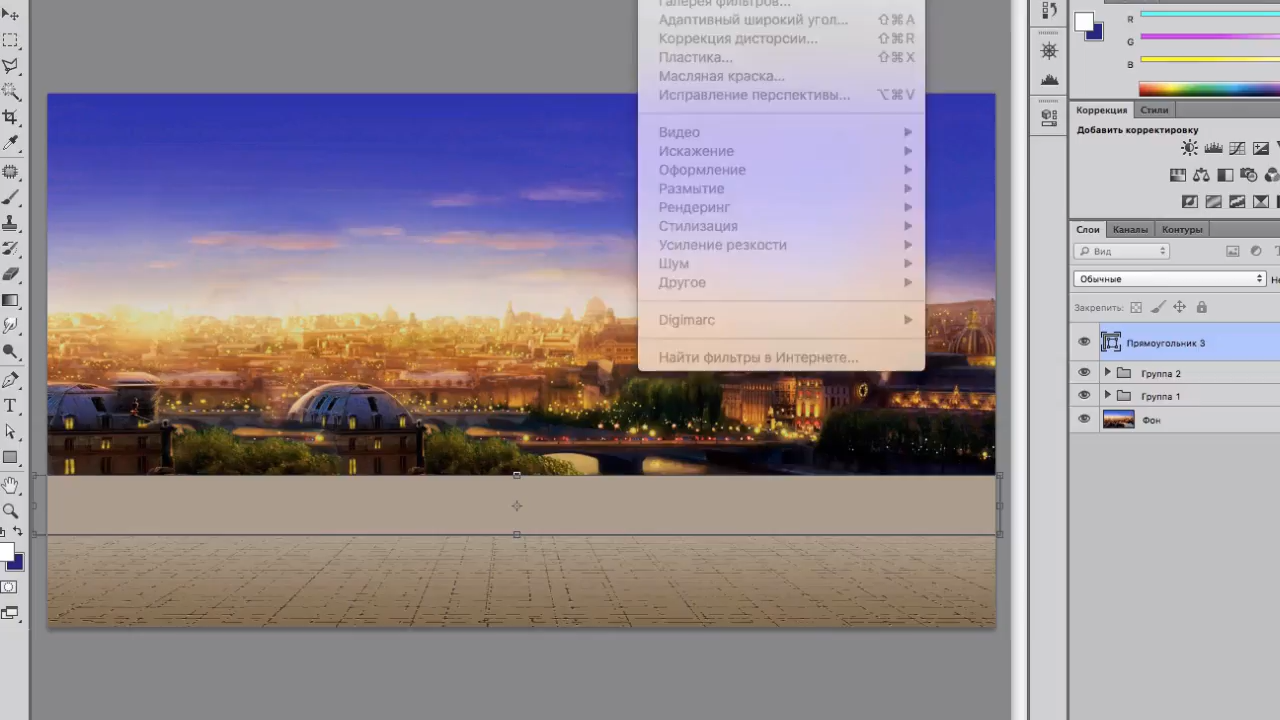 Галерея фильтров...
Адаптивный широкий угол... ⇧⌘A
Коррекция дисторсии... ⇧⌘R
Пластика... ⇧⌘X
Масляная краска...
Исправление перспективы... ⌥⌘V
Видео
Искажение
Оформление
Размытие
Рендеринг
Стилизация
Усиление резкости
Шум
Другое
Digimarc
Найти фильтры в Интернете...
R
G
B
Коррекция Стили
Добавить корректировку
Слои Каналы Контуры
Вид
Обычные
Закрепить:
Прямоугольник 3
Группа 2
Группа 1
Фон